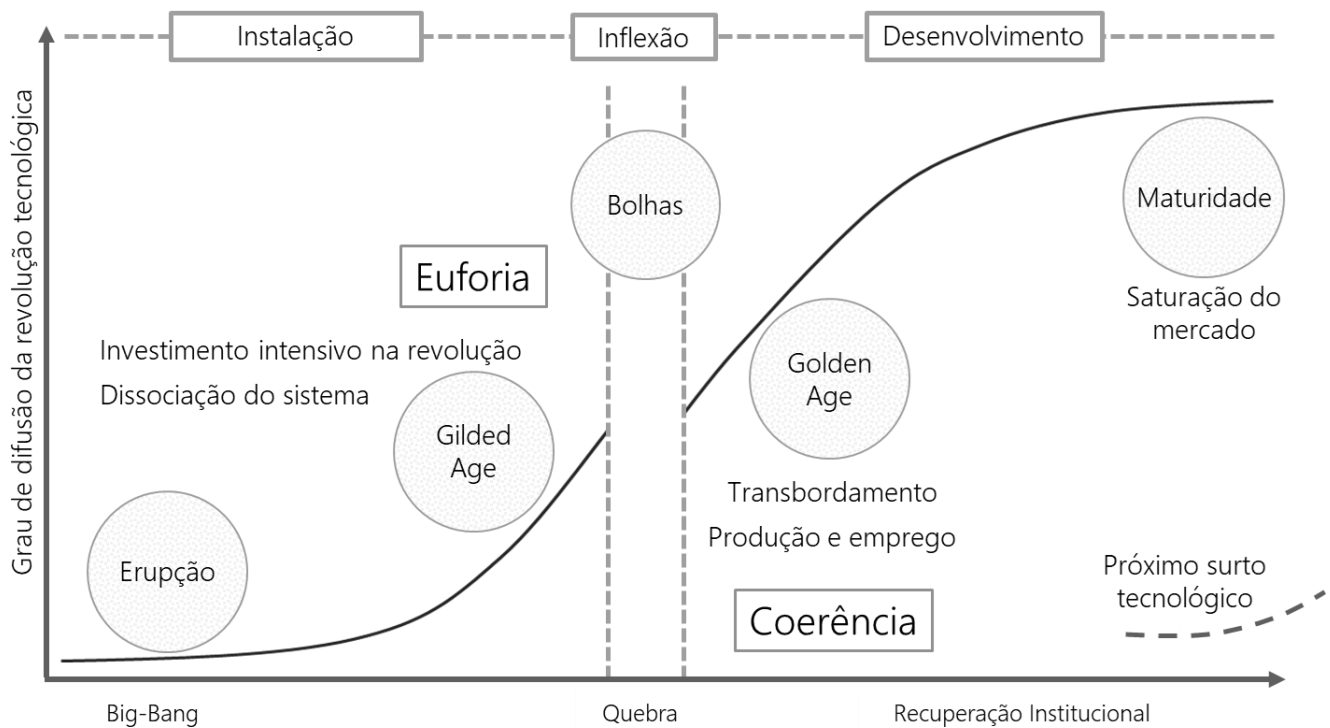 Instalação
Inflexão
Desenvolvimento
Grau de difusão da revolução tecnológica
Bolhas
Maturidade
Euforia
Saturação do
mercado
Investimento intensivo na revolução
Dissociação do sistema
Golden
Age
Gilded
Age
Transbordamento
Produção e emprego
Erupção
Próximo surto
tecnológico
Coerência
Big-Bang
Quebra
Recuperação Institucional